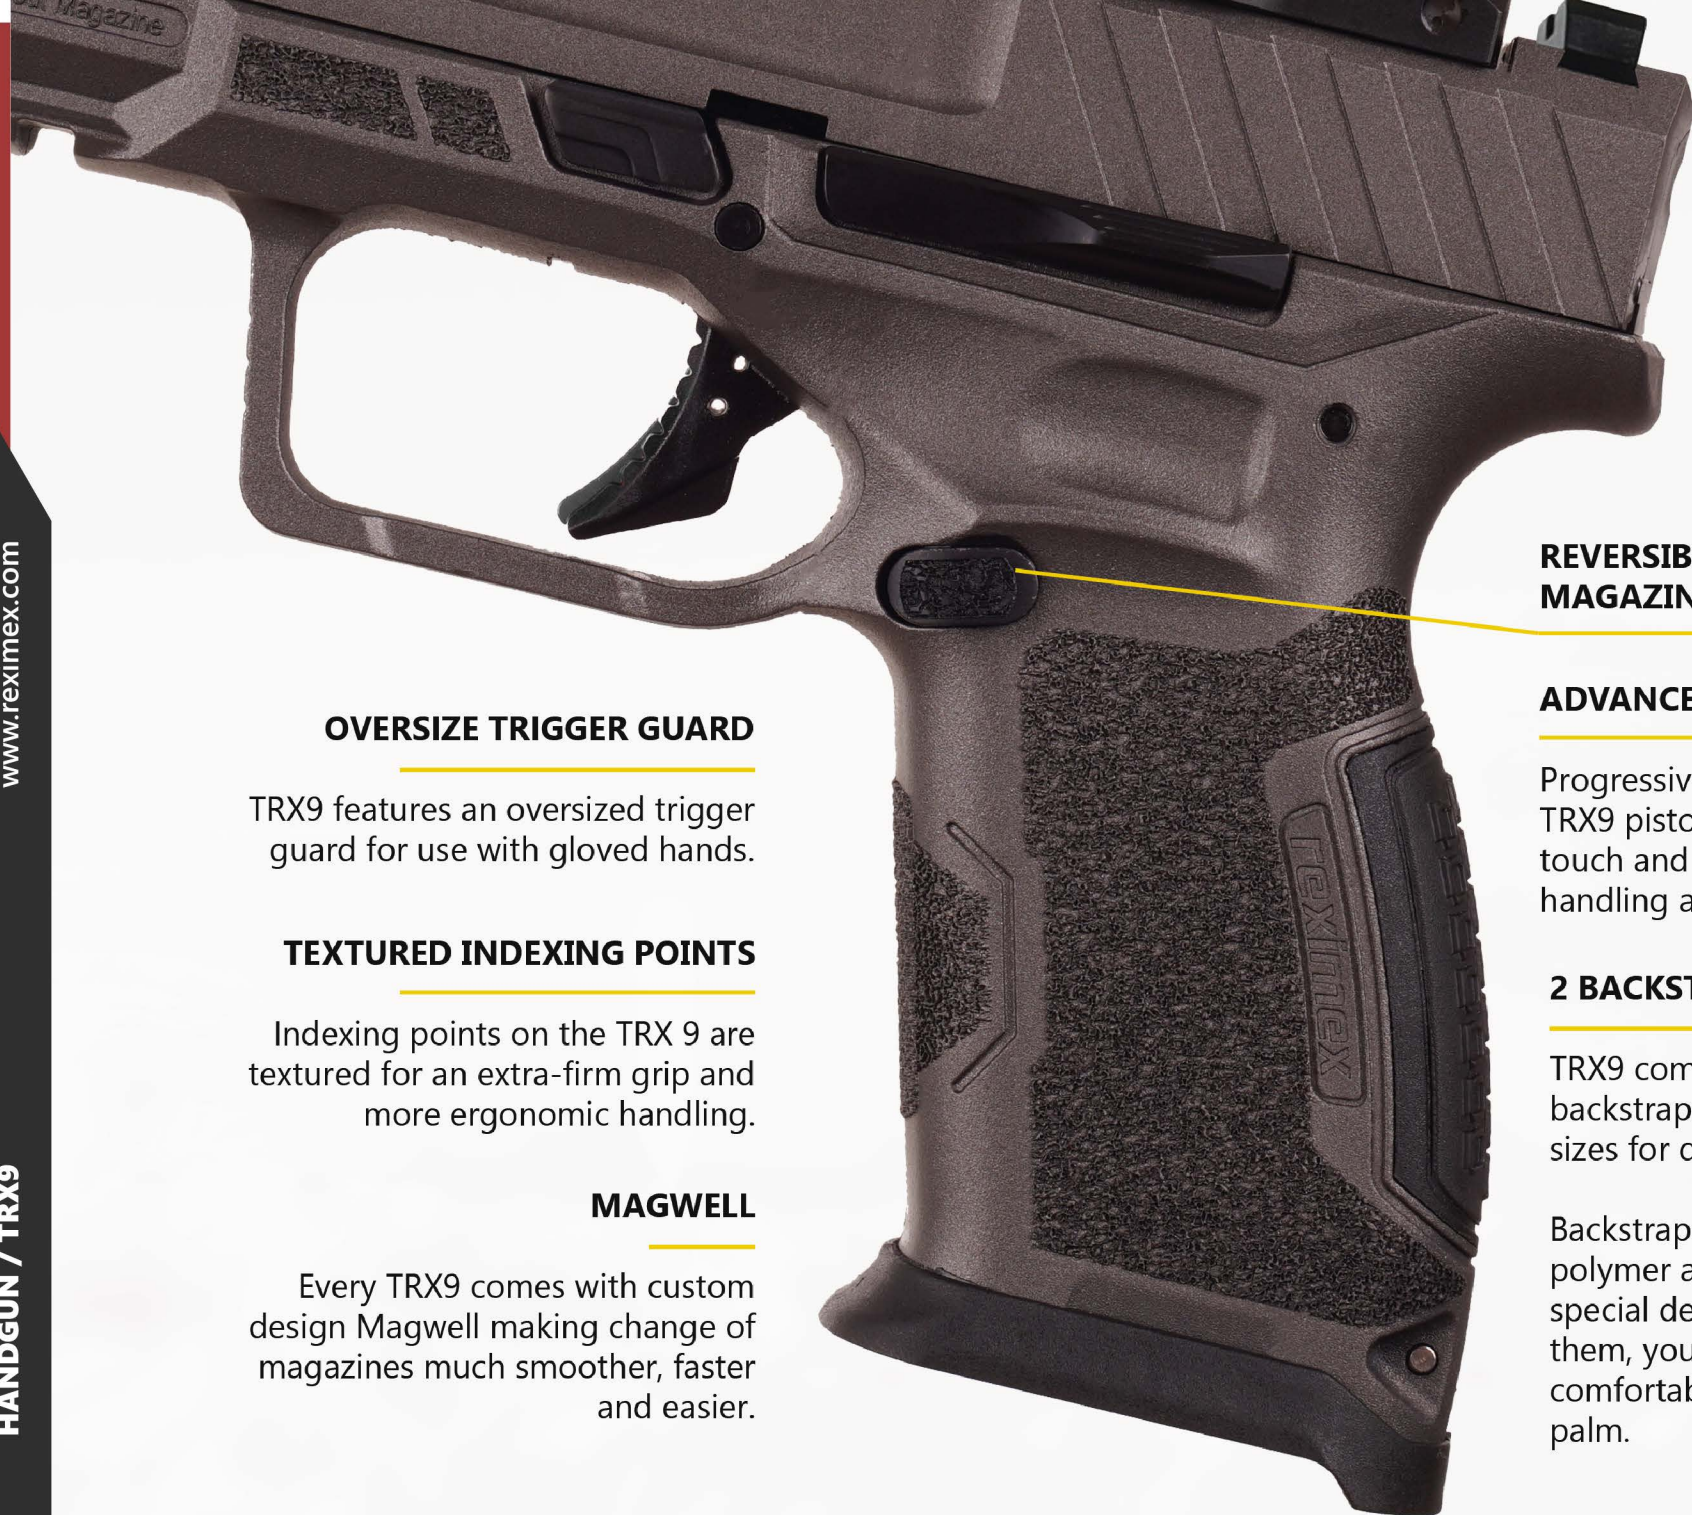 out Magazine
www.reximex.com
HANDGUN / TRX9
OVERSIZE TRIGGER GUARD
TRX9 features an oversized trigger
guard for use with gloved hands.
TEXTURED INDEXING POINTS
Indexing points on the TRX 9 are
textured for an extra-firm grip and
more ergonomic handling.
MAGWELL
Every TRX9 comes with custom
design Magwell making change of
magazines much smoother, faster
and easier.
reximex
REVERSIB
MAGAZIN
ADVANCE
Progressiv
TRX9 pisto
touch and
handling a
2 BACKST
TRX9 com
backstrap
sizes for d
Backstrap
polymer a
special de
them, you
comfortab
palm.